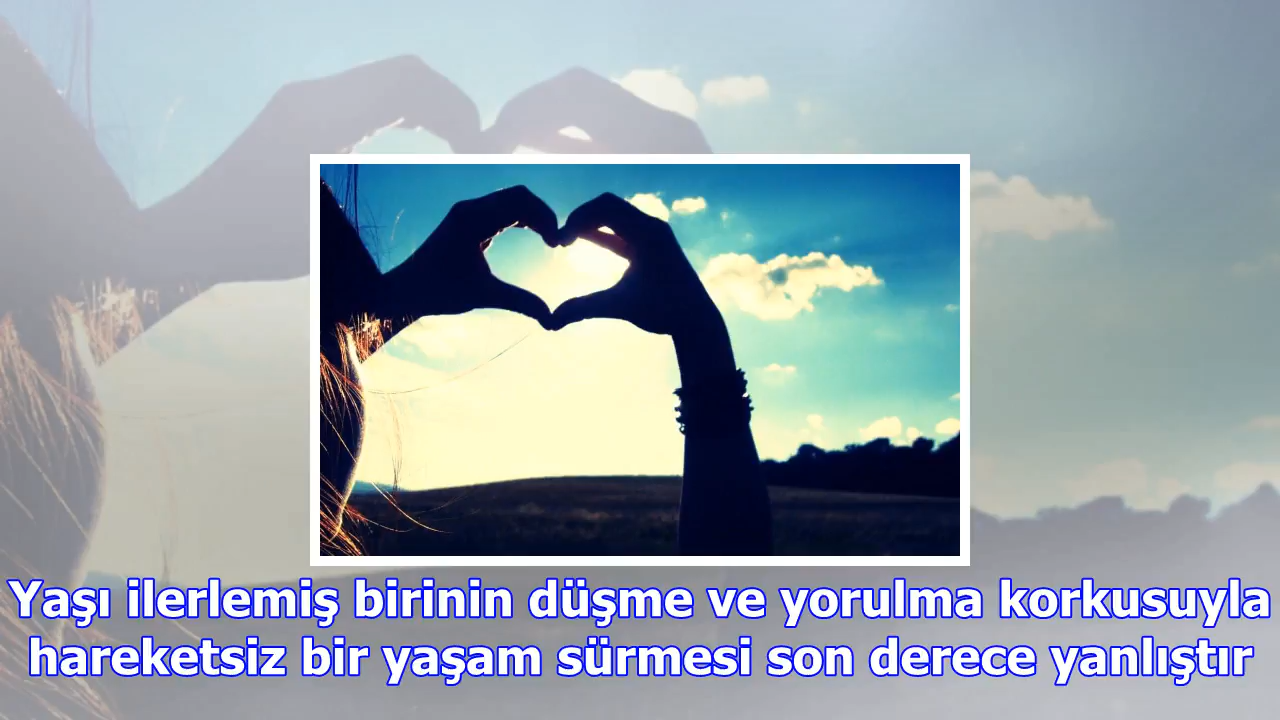 Yaşı ilerlemiş birinin düşme ve yorulma korkusuyla
hareketsiz bir yaşam sürmesi son derece yanlıştır